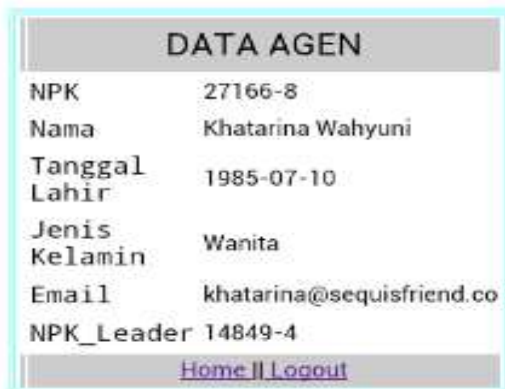 DATA AGEN
NPK 27166-8
Nama Khatarina Wahyuni
Tanggal
Lahir 1985-07-10
Jenis
Kelamin Wanita
Email khatarina@sequisfriend.co
NPK_Leader 14849-4
Home || Logout